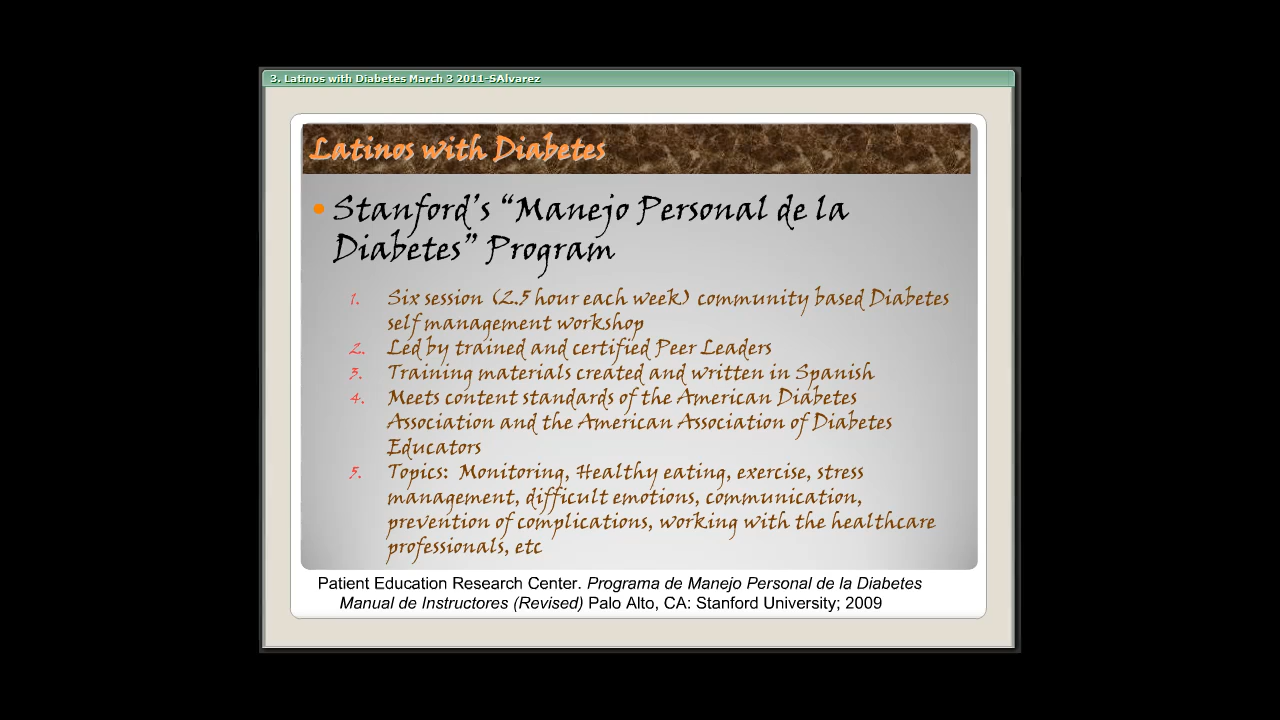 3. Latinos with Diabetes March 3 2011-SAlvarez
Latinos with Diabetes
• Stanford's “Manejo Personal de la
Diabetes” Program
1. Six session (2.5 hour each week) community based Diabetes
self management workshop
2. Led by trained and certified Peer Leaders
3. Training materials created and written in Spanish
4. Meets content standards of the American Diabetes
Association and the American Association of Diabetes
Educators
5. Topics: Monitoring, Healthy eating, exercise, stress
management, difficult emotions, communication,
prevention of complications, working with the healthcare
professionals, etc
Patient Education Research Center. Programa de Manejo Personal de la Diabetes
Manual de Instructores (Revised) Palo Alto, CA: Stanford University; 2009